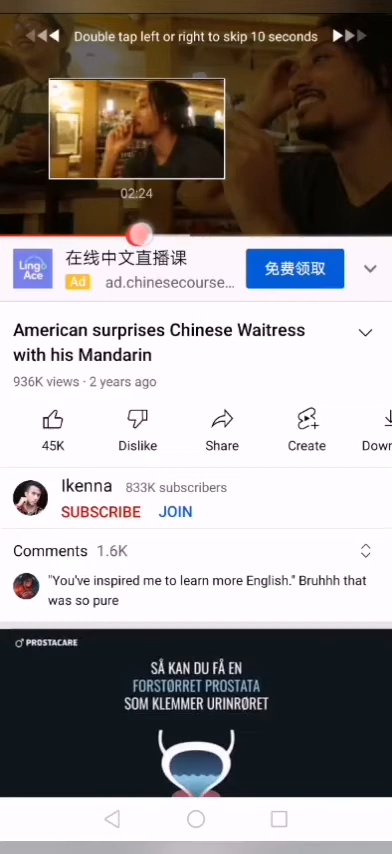 Double tap left or right to skip 10 seconds
02:24
Lingo Ace
在线中文直播课
Ad ad.chinesecourse...
免费领取
American surprises Chinese Waitress
with his Mandarin
936K views · 2 years ago
45K Dislike Share Create Down
Ikenna 833K subscribers
SUBSCRIBE JOIN
Comments 1.6K
"You've inspired me to learn more English." Bruhhh that
was so pure
PROSTACARE
SÅ KAN DU FÅ EN
FORSTØRRET PROSTATA
SOM KLEMMER URINRØRET